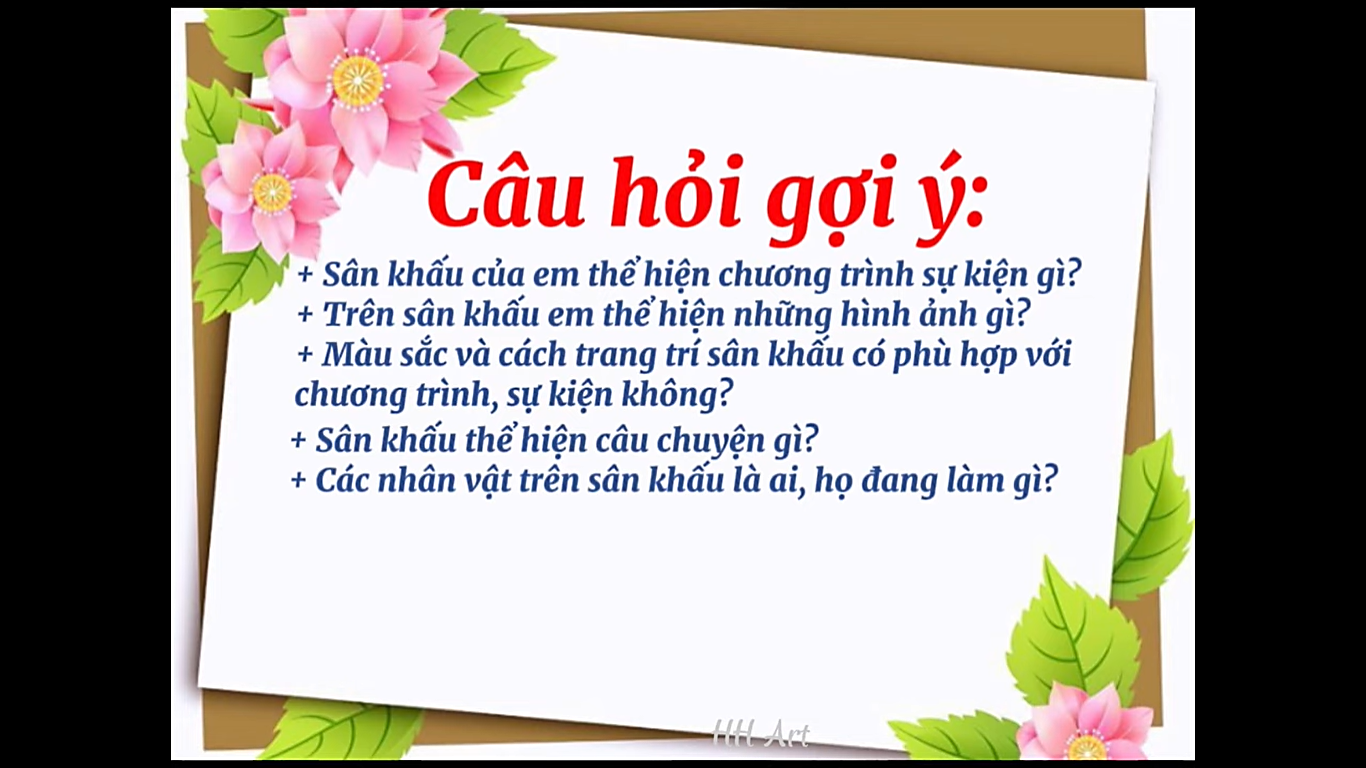 Câu hỏi gợi ý:
+ Sân khấu của em thể hiện chương trình sự kiện gì?
+ Trên sân khấu em thể hiện những hình ảnh gì?
+ Màu sắc và cách trang trí sân khấu có phù hợp với
chương trình, sự kiện không?
+ Sân khấu thể hiện câu chuyện gì?
+ Các nhân vật trên sân khấu là ai, họ đang làm gì?
HH Art